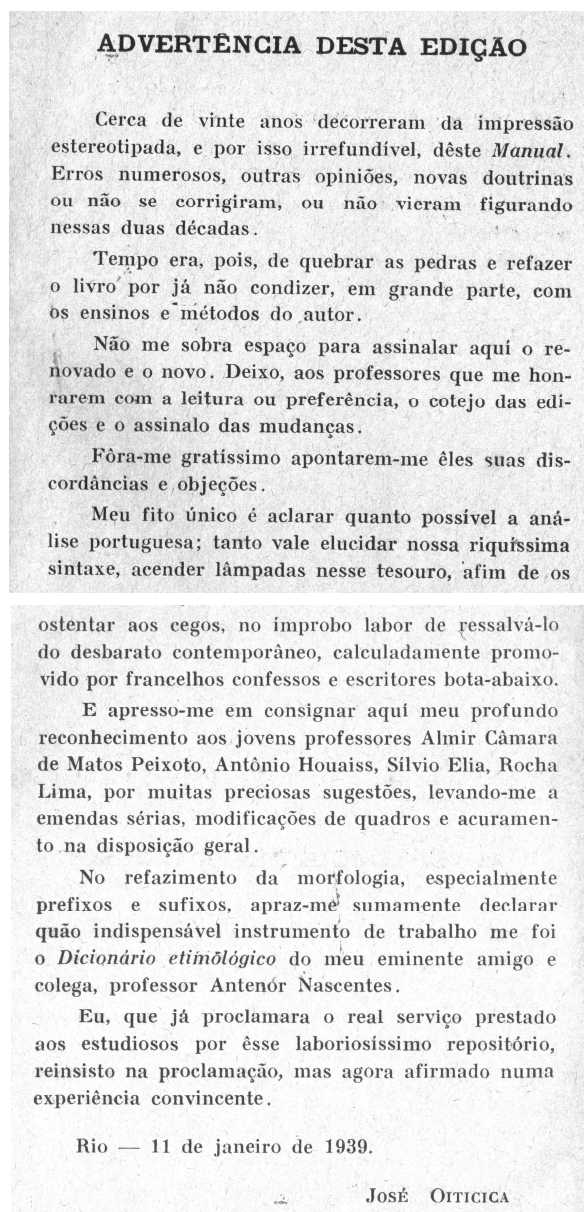 ADVERTÊNCIA DESTA EDIÇÃO
Cerca de vinte anos decorreram da impressão
estereotipada, e por isso irrefundível, dêste Manual.
Erros numerosos, outras opiniões, novas doutrinas
ou não se corrigiram, ou não vieram figurando
nessas duas décadas.
Tempo era, pois, de quebrar as pedras e refazer
o livro por já não condizer, em grande parte, com
os ensinos e métodos do autor.
Não me sobra espaço para assinalar aquí o re-
novado e o novo. Deixo, aos professores que me hon-
rarem com a leitura ou preferência, o cotejo das edi-
ções e o assinalo das mudanças.
Fôra-me gratíssimo apontarem-me êles suas dis-
cordâncias e objeções.
Meu fito único é aclarar quanto possível a aná-
lise portuguesa; tanto vale elucidar nossa riquíssima
sintaxe, acender lâmpadas nesse tesouro, afim de os
ostentar aos cegos, no ímprobo labor de ressalvá-lo
do desbarato contemporâneo, calculadamente promo-
vido por francelhos confessos e escritores bota-abaixo.
E apresso-me em consignar aquí meu profundo
reconhecimento aos jovens professores Almir Câmara
de Matos Peixoto, Antônio Houaiss, Sílvio Elia, Rocha
Lima, por muitas preciosas sugestões, levando-me a
emendas sérias, modificações de quadros e acuramen-
to na disposição geral.
No refazimento da morfologia, especialmente
prefixos e sufixos, apraz-me sumamente declarar
quão indispensável instrumento de trabalho me foi
o Dicionário etimológico do meu eminente amigo e
colega, professor Antenor Nascentes.
Eu, que já proclamara o real serviço prestado
aos estudiosos por êsse laboriosíssimo repositório,
reinsisto na proclamação, mas agora afirmado numa
experiência convincente.
Rio — 11 de janeiro de 1939.
JOSÉ OITICICA